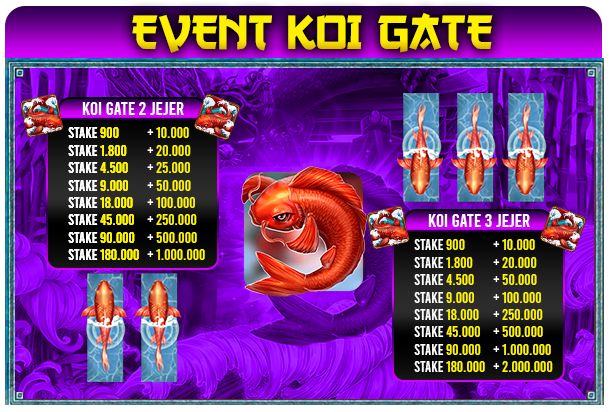 EVENT KOI GATE
KOI GATE 2 JEJER
STAKE 900 + 10.000
STAKE 1.800 + 20.000
STAKE 4.500 + 25.000
STAKE 9.000 + 50.000
STAKE 18.000 + 100.000
STAKE 45.000 + 250.000
STAKE 90.000 + 500.000
STAKE 180.000 + 1.000.000
KOI GATE 3 JEJER
STAKE 900 + 10.000
STAKE 1.800 + 20.000
STAKE 4.500 + 50.000
STAKE 9.000 + 100.000
STAKE 18.000 + 250.000
STAKE 45.000 + 500.000
STAKE 90.000 + 1.000.000
STAKE 180.000 + 2.000.000